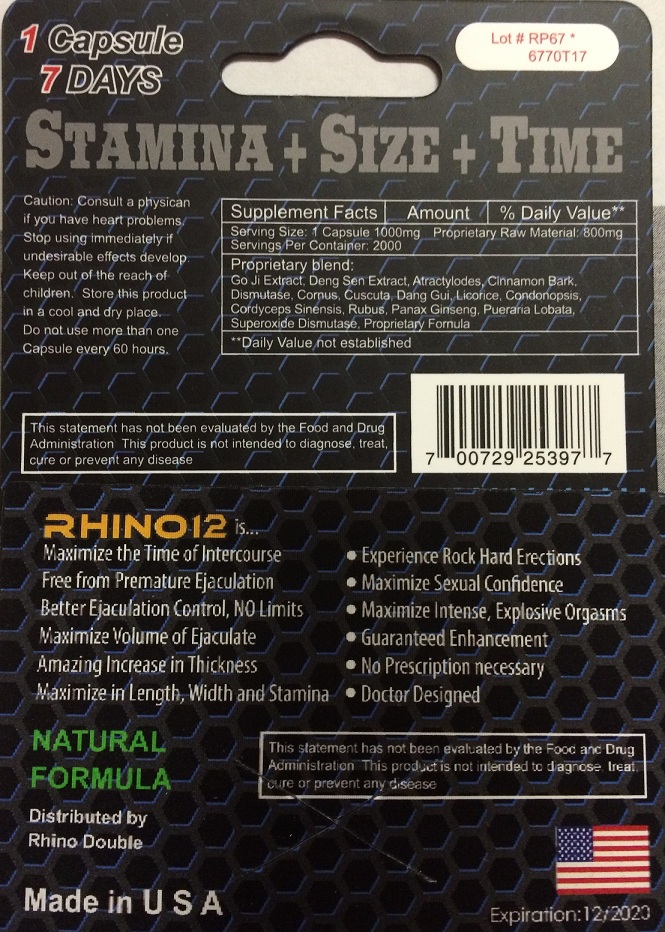 1 Capsule
7 DAYS
Lot # RP67 *
6770T17
STAMINA + SIZE + TIME
Caution: Consult a physican
if you have heart problems.
Stop using immediately if
undesirable effects develop.
Keep out of the reach of
children. Store this product
in a cool and dry place.
Do not use more than one
Capsule every 60 hours.
Supplement Facts Amount % Daily Value**
Serving Size: 1 Capsule 1000mg Proprietary Raw Material: 800mg
Servings Per Container: 2000
Proprietary blend:
Go Ji Extract, Deng Sen Extract, Atractylodes, Cinnamon Bark,
Dismutase, Cornus, Cuscuta, Dang Gui, Licorice, Condonopsis,
Cordyceps Sinensis, Rubus, Panax Ginseng, Pueraria Lobata,
Superoxide Dismutase, Proprietary Fornula
**Daily Value not established
This statement has not been evaluated by the Food and Drug
Administration This product is not intended to diagnose, treat,
cure or prevent any disease
7 00729 25397 7
RHINO12 is...
Maximize the Time of Intercourse
Free from Premature Ejaculation
Better Ejaculation Control, NO Limits
Maximize Volume of Ejaculate
Amazing Increase in Thickness
Maximize in Length, Width and Stamina
• Experience Rock Hard Erections
• Maximize Sexual Confidence
• Maximize Intense, Explosive Orgasms
• Guaranteed Enhancement
• No Prescription necessary
• Doctor Designed
NATURAL
FORMULA
This statement has not been evaluated by the Food and Drug
Administration This product is not intended to diagnose, treat,
cure or prevent any disease
Distributed by
Rhino Double
Made in U S A
Expiration:12/2020